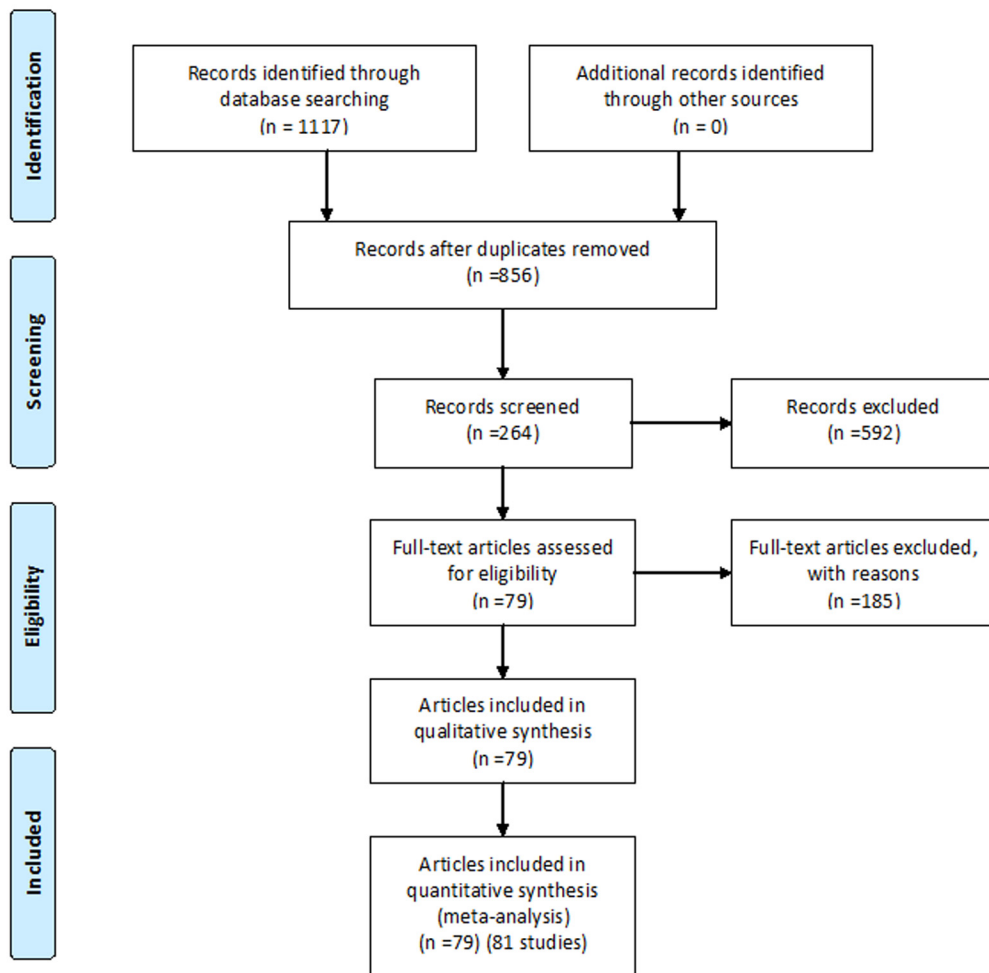 Identification
Records identified through
database searching
(n = 1117)
Additional records identified
through other sources
(n = 0)
Records after duplicates removed
(n =856)
Screening
Records screened
(n =264)
Records excluded
(n =592)
Eligibility
Full-text articles assessed
for eligibility
(n =79)
Full-text articles excluded,
with reasons
(n =185)
Articles included in
qualitative synthesis
(n =79)
Included
Articles included in
quantitative synthesis
(meta-analysis)
(n =79) (81 studies)